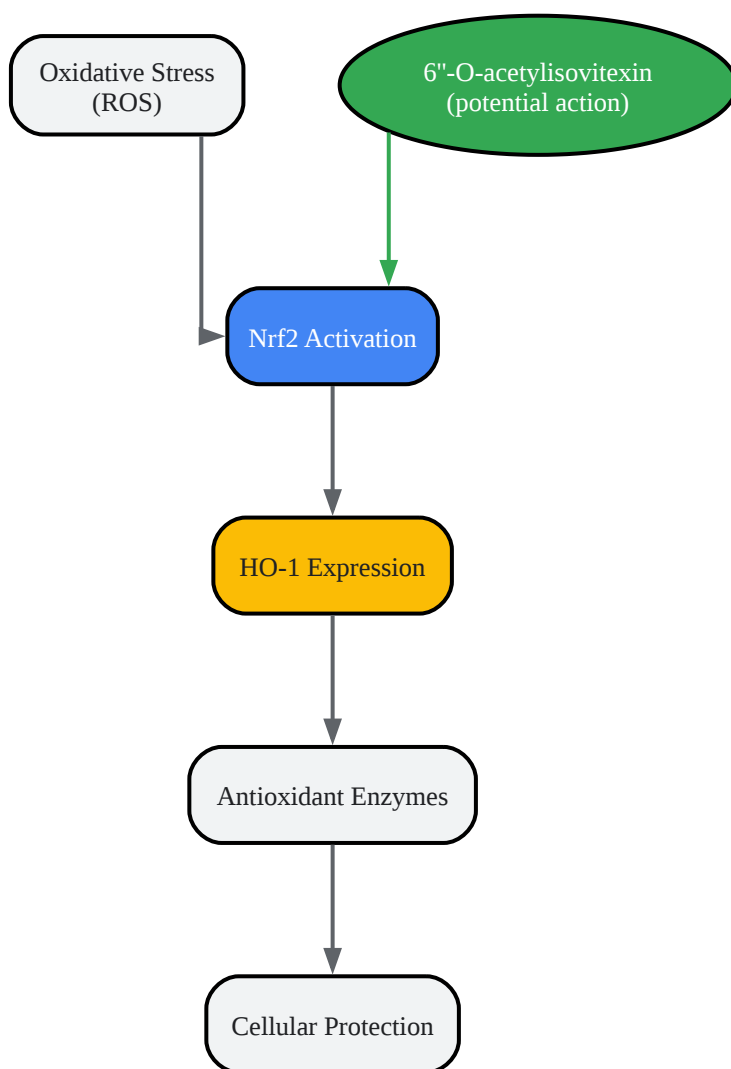 Oxidative Stress
(ROS)
6"-O-acetylisovitexin
(potential action)
Nrf2 Activation
HO-1 Expression
Antioxidant Enzymes
Cellular Protection